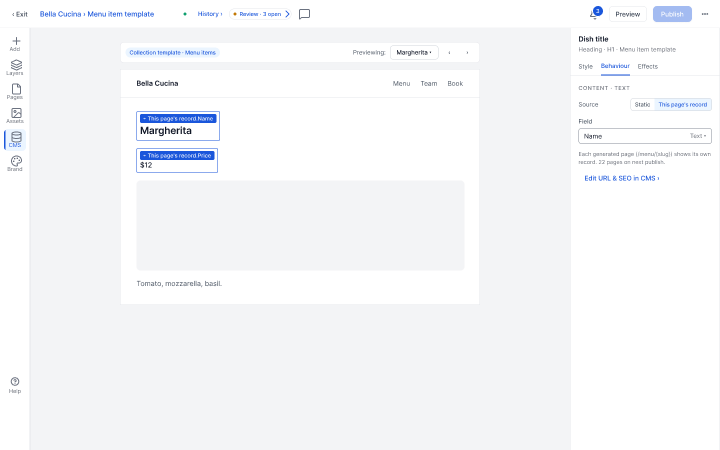 ‹ Exit
Bella Cucina › Menu item template
History ›
Review · 3 open
3
Preview
Publish
Add
Layers
Pages
Assets
CMS
Brand
Help
Collection template · Menu items
Previewing:
Margherita
‹
›
Bella Cucina
Menu
Team
Book
This page's record.Name
Margherita
This page's record.Price
$12
Tomato, mozzarella, basil.
Dish title
Heading · H1 · Menu item template
Style
Behaviour
Effects
CONTENT · TEXT
Source
Static
This page's record
Field
Name
Text
Each generated page (/menu/{slug}) shows its own
record. 22 pages on next publish.
Edit URL & SEO in CMS ›